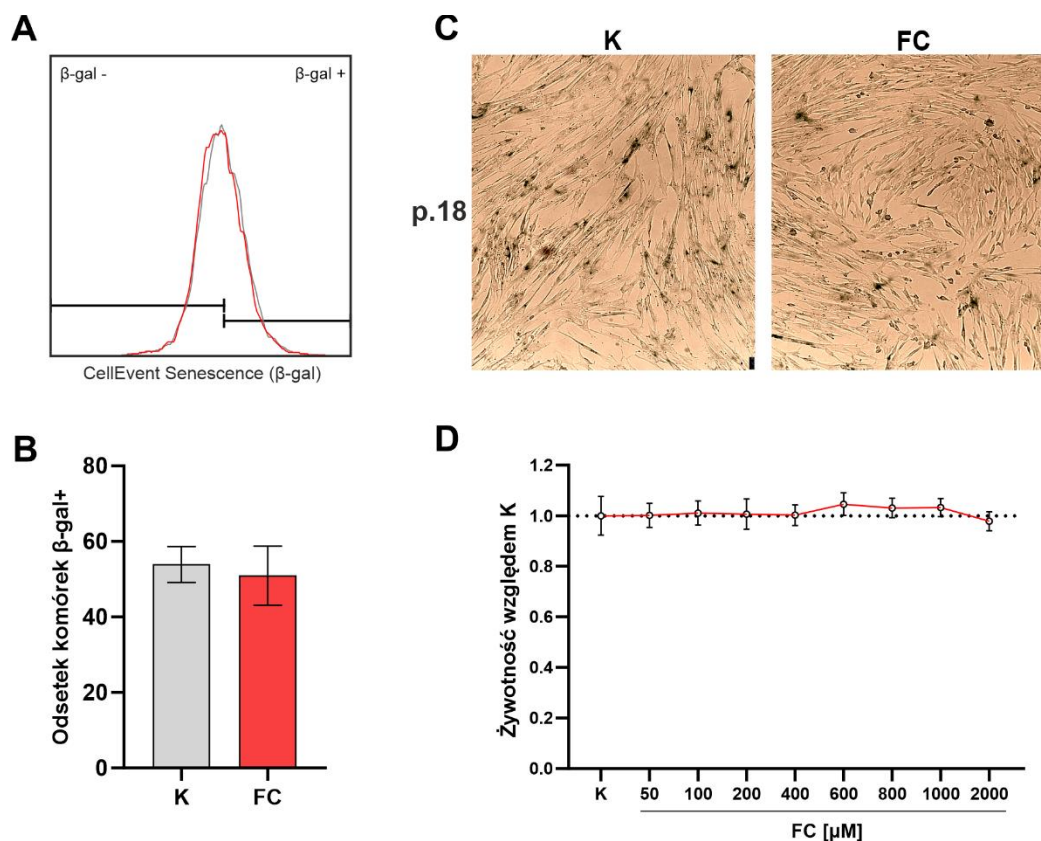 A
β-gal -
β-gal +
CellEvent Senescence (β-gal)
B
Odsetek komórek β-gal+
80
60
40
20
0
K
FC
C
K
FC
p.18
D
Żywotność względem K
1.2
1.0
0.8
0.6
0.4
0.2
0.0
K 50 100 200 400 600 800 1000 2000
FC [µM]